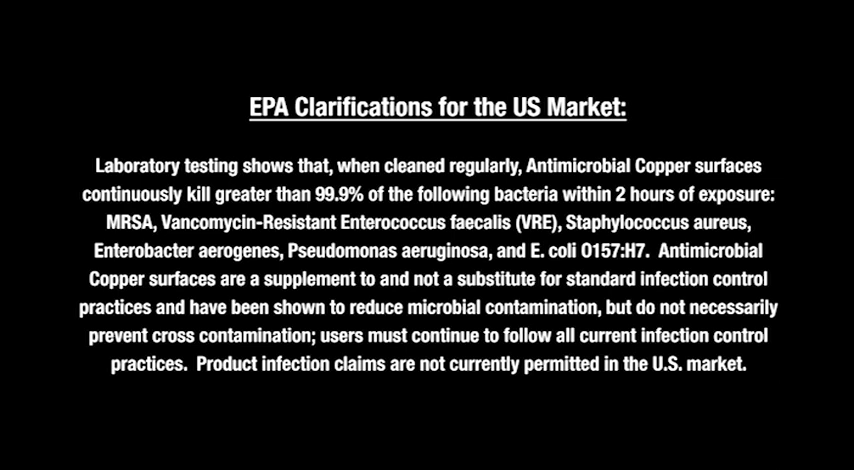 EPA Clarifications for the US Market:
Laboratory testing shows that, when cleaned regularly, Antimicrobial Copper surfaces
continuously kill greater than 99.9% of the following bacteria within 2 hours of exposure:
MRSA, Vancomycin-Resistant Enterococcus faecalis (VRE), Staphylococcus aureus,
Enterobacter aerogenes, Pseudomonas aeruginosa, and E. coli O157:H7.  Antimicrobial
Copper surfaces are a supplement to and not a substitute for standard infection control
practices and have been shown to reduce microbial contamination, but do not necessarily
prevent cross contamination; users must continue to follow all current infection control
practices.  Product infection claims are not currently permitted in the U.S. market.